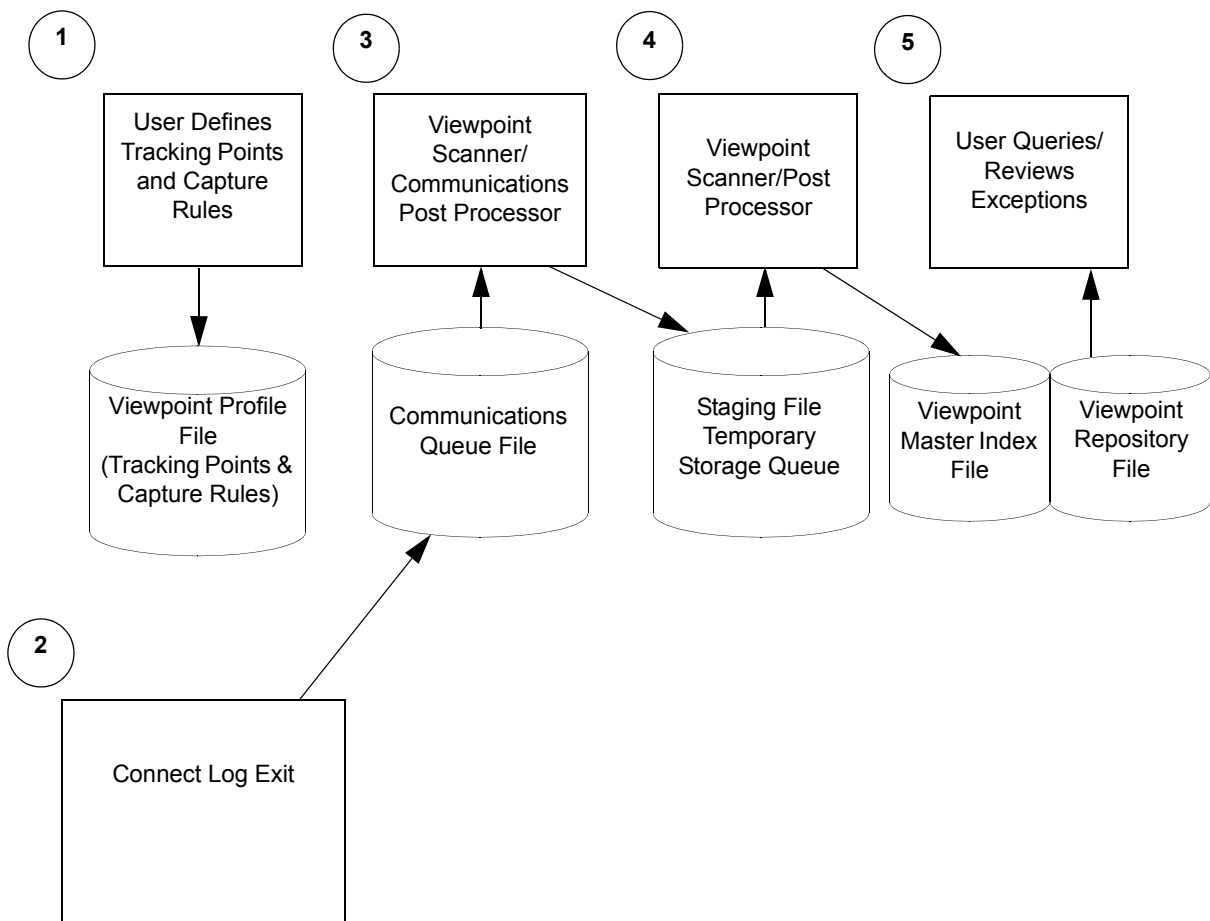 1
User Defines
Tracking Points
and Capture
Rules
Viewpoint Profile
File
(Tracking Points &
Capture Rules)
2
Connect Log Exit
3
Viewpoint
Scanner/
Communications
Post Processor
Communications
Queue File
4
Viewpoint
Scanner/Post
Processor
Staging File
Temporary
Storage Queue
5
User Queries/
Reviews
Exceptions
Viewpoint
Master Index
File
Viewpoint
Repository
File